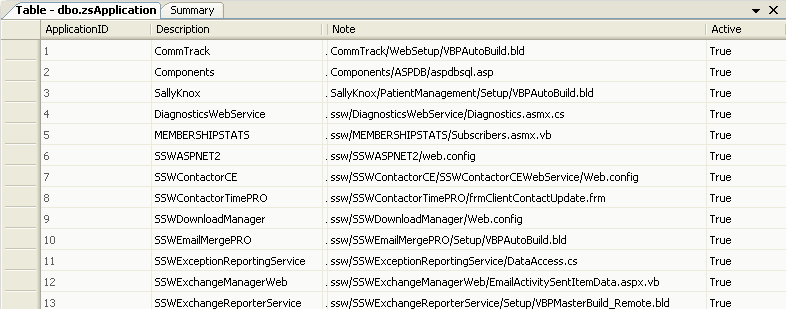 Table - dbo.zsApplication Summary
ApplicationID Description Note Active
1 CommTrack . CommTrack/WebSetup/VBPAutoBuild.bld True
2 Components . Components/ASPDB/aspdbsql.asp True
3 SallyKnox . SallyKnox/PatientManagement/Setup/VBPAutoBuild.bld True
4 DiagnosticsWebService . ssw/DiagnosticsWebService/Diagnostics.asmx.cs True
5 MEMBERSHIPSTATS . ssw/MEMBERSHIPSTATS/Subscribers.asmx.vb True
6 SSWASPNET2 . ssw/SSWASPNET2/web.config True
7 SSWContactorCE . ssw/SSWContactorCE/SSWContactorCEWebService/Web.config True
8 SSWContactorTimePRO . ssw/SSWContactorTimePRO/frmClientContactUpdate.frm True
9 SSWDownloadManager . ssw/SSWDownloadManager/Web.config True
10 SSWEmailMergePRO . ssw/SSWEmailMergePRO/Setup/VBPAutoBuild.bld True
11 SSWExceptionReportingService . ssw/SSWExceptionReportingService/DataAccess.cs True
12 SSWExchangeManagerWeb . ssw/SSWExchangeManagerWeb/EmailActivitySentItemData.aspx.vb True
13 SSWExchangeReporterService . ssw/SSWExchangeReporterService/Setup/VBPMasterBuild_Remote.bld True